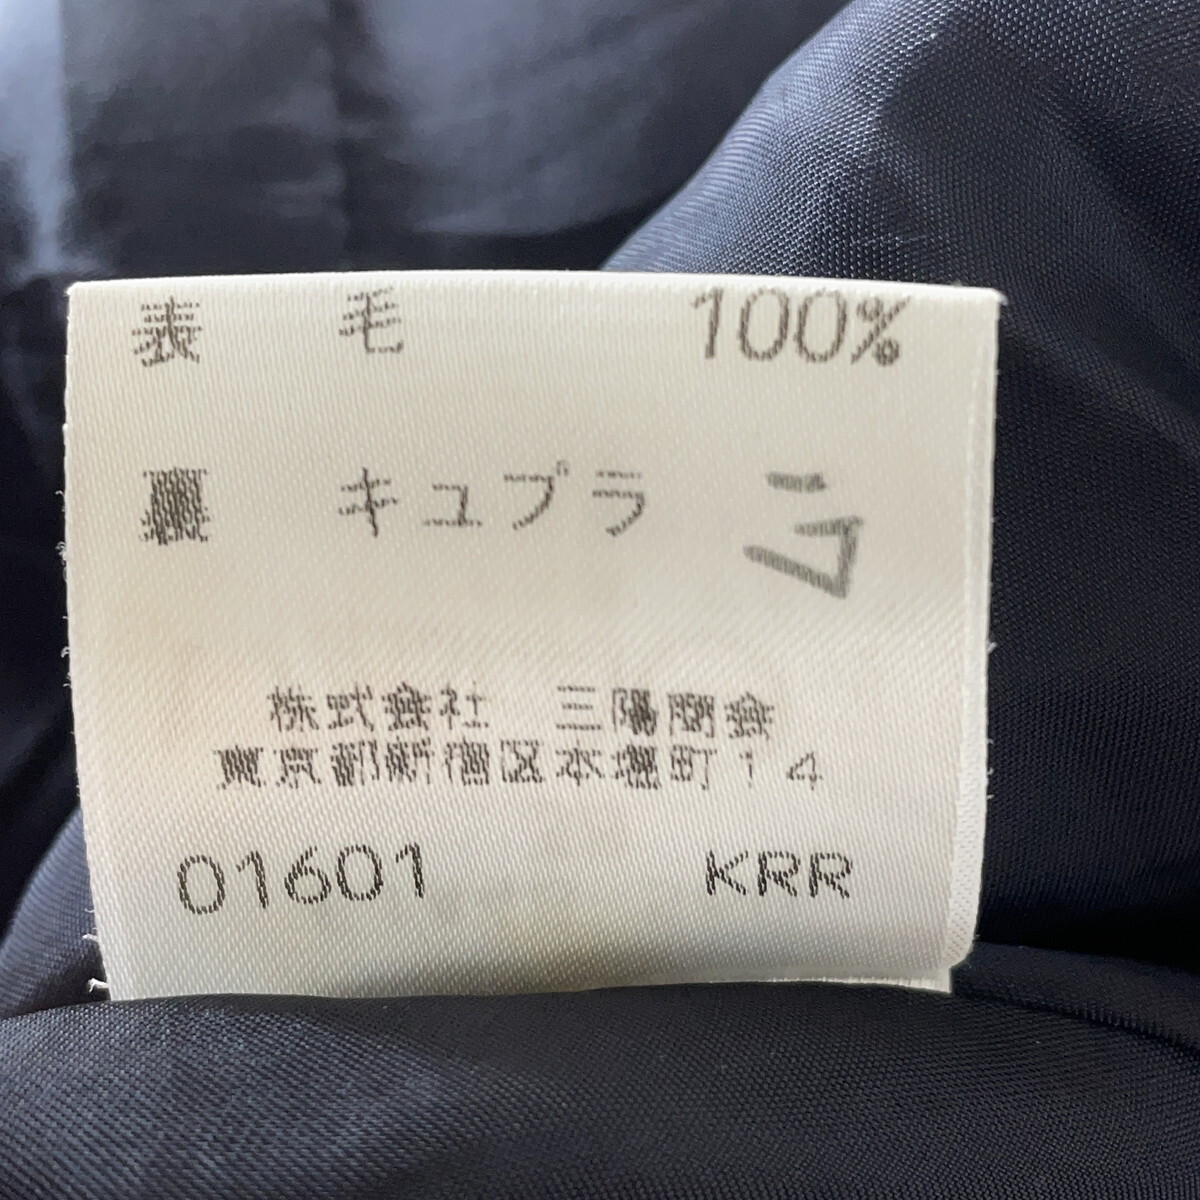 表 毛 100%
裏 キュプラ
株式会社 三陽商会
東京都新宿区本塩町14
01601 KRR